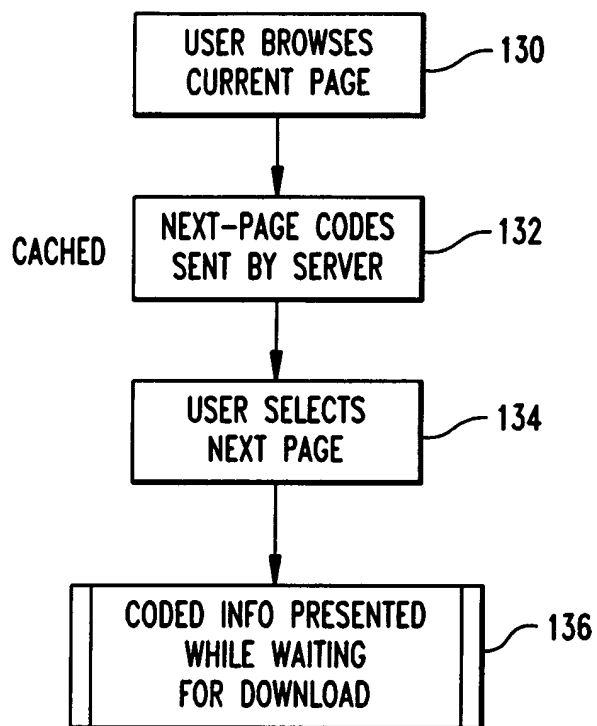 USER BROWSES
CURRENT PAGE
130
CACHED
NEXT-PAGE CODES
SENT BY SERVER
132
USER SELECTS
NEXT PAGE
134
CODED INFO PRESENTED
WHILE WAITING
FOR DOWNLOAD
136